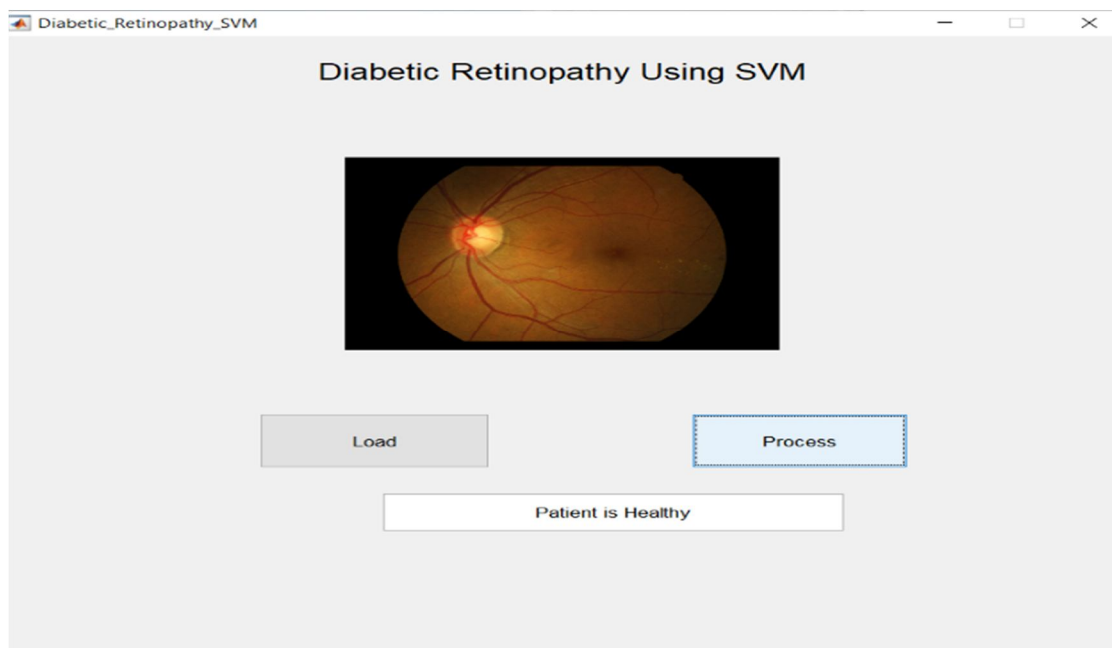 Diabetic_Retinopathy_SVM
Diabetic Retinopathy Using SVM
Load
Process
Patient is Healthy